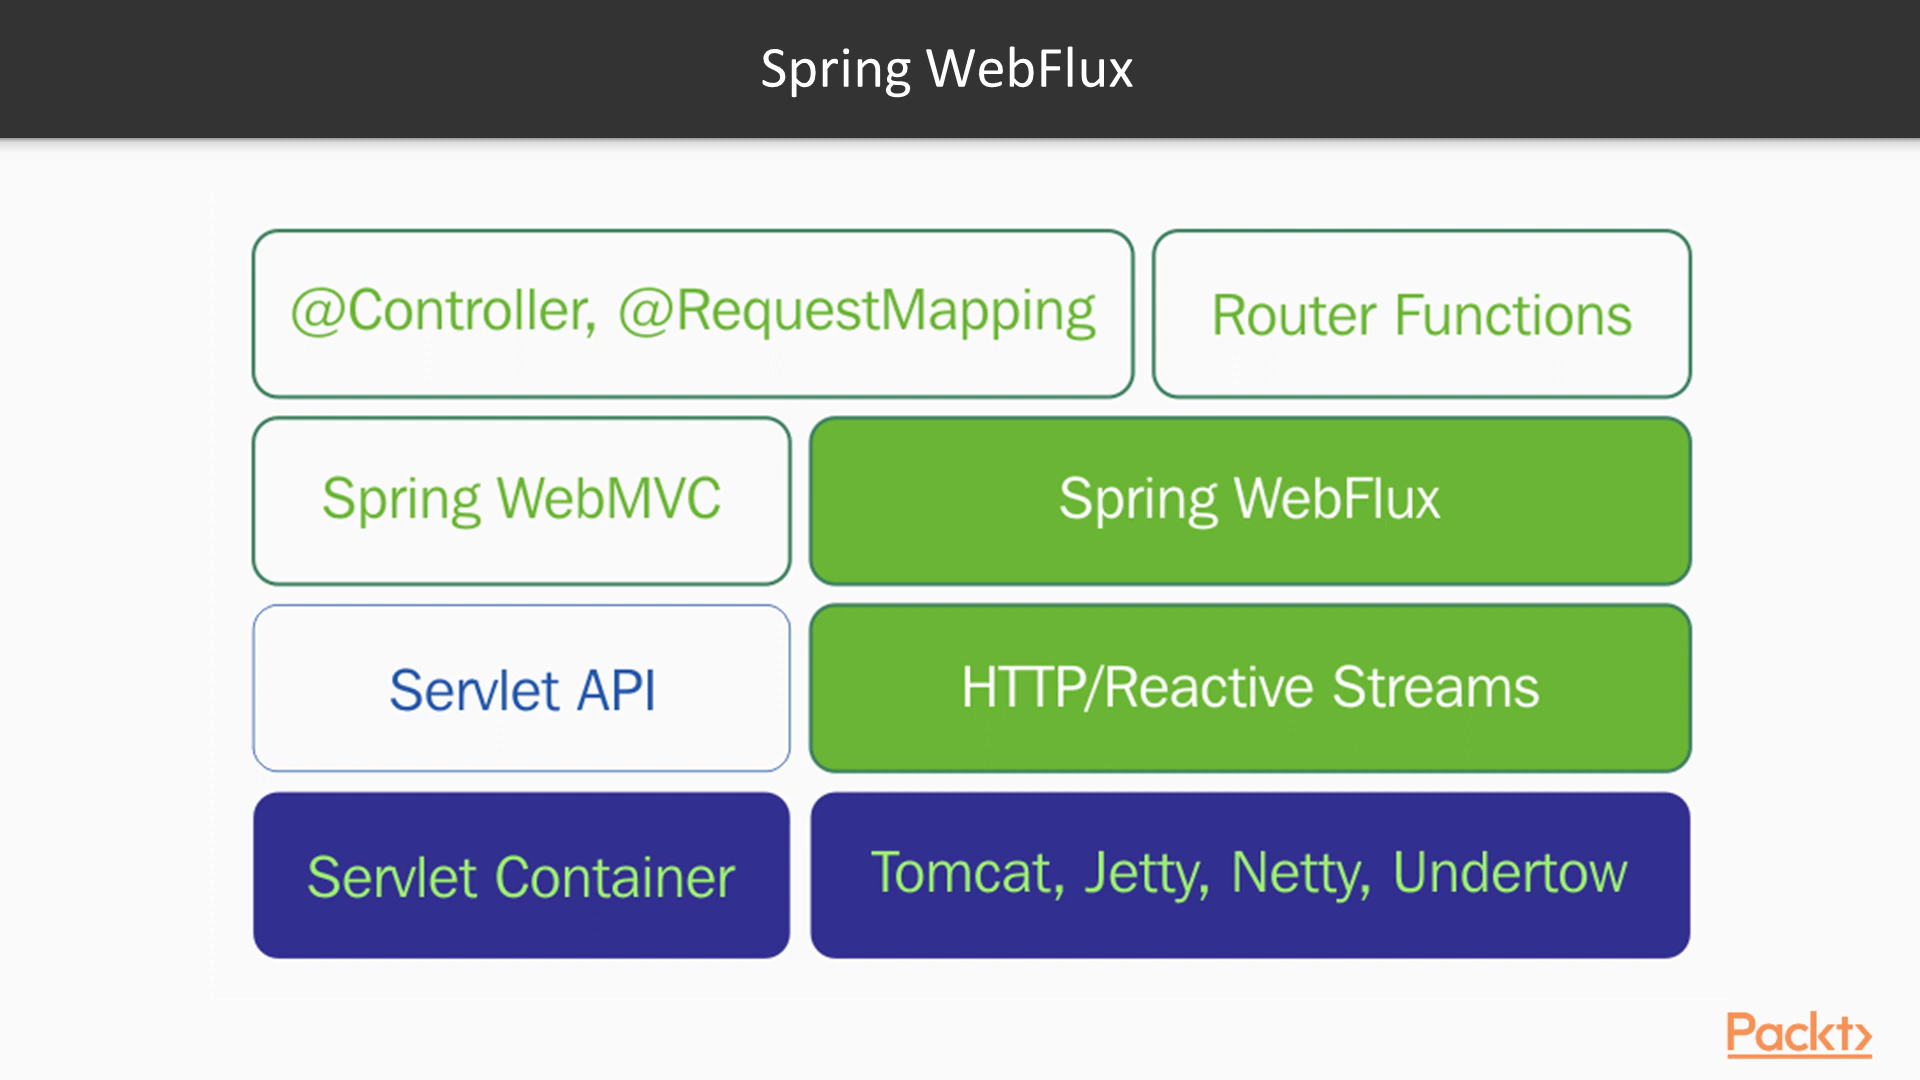 Spring WebFlux
@Controller, @RequestMapping
Router Functions
Spring WebMVC
Spring WebFlux
Servlet API
HTTP/Reactive Streams
Servlet Container
Tomcat, Jetty, Netty, Undertow
Packt>